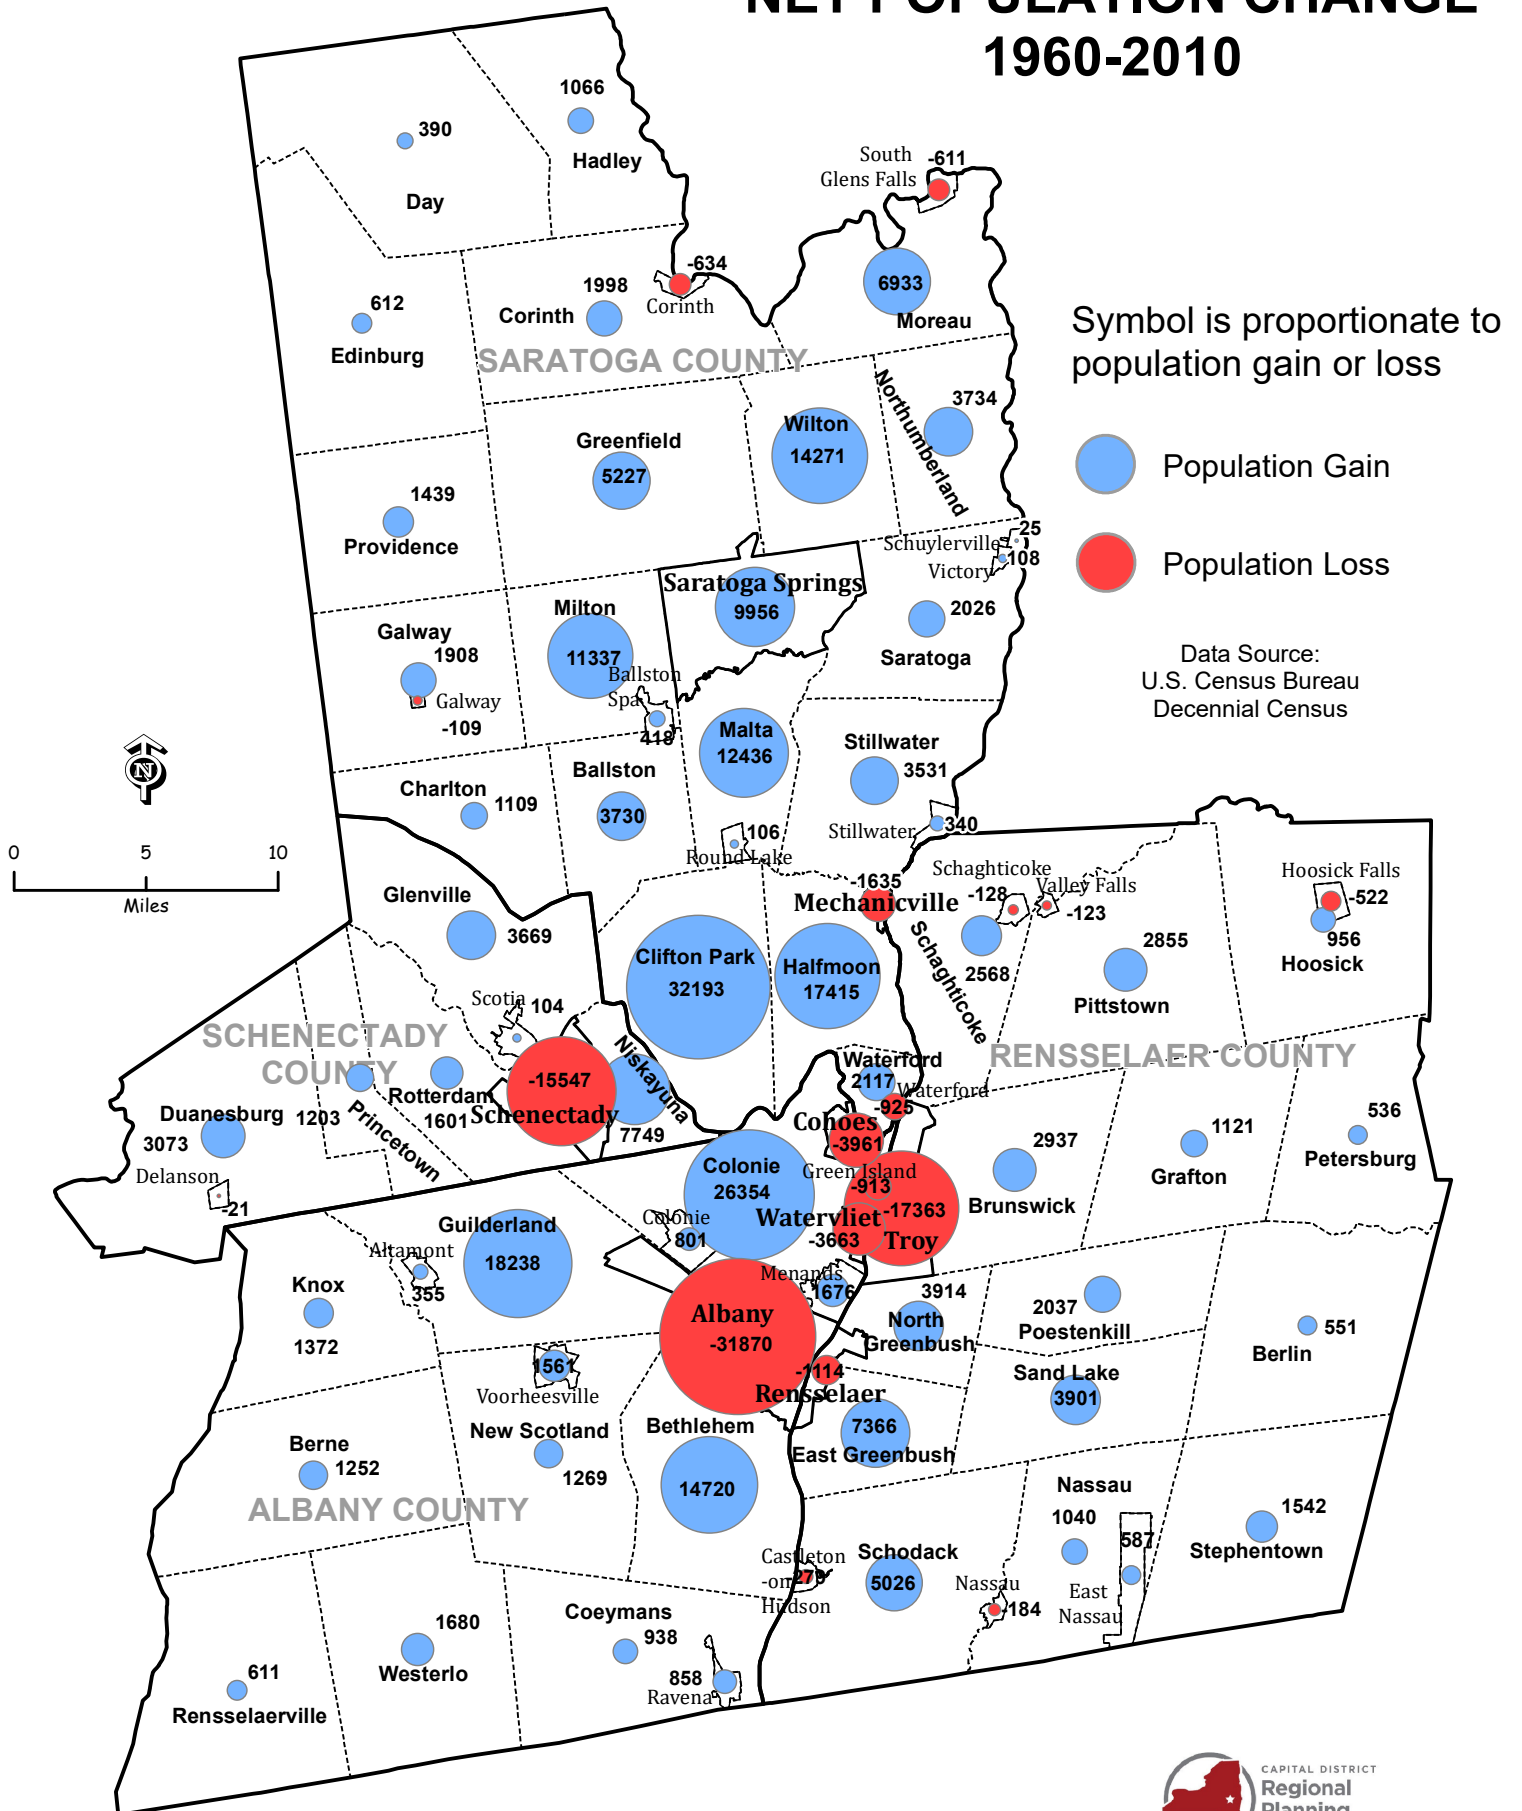 NET POPULATION CHANGE
1960-2010
1066
390
Hadley
Day
South
Glens Falls
-611
-634
1998
Corinth
Corinth
6933
Moreau
612
Edinburg
SARATOGA COUNTY
Symbol is proportionate to
population gain or loss
Northumberland
3734
Wilton
14271
Greenfield
5227
Population Gain
1439
Providence
25
Schuylerville
108
Victory
Population Loss
Saratoga Springs
9956
Milton
11337
2026
Saratoga
Galway
1908
Galway
-109
Ballston
Spa
418
Data Source:
U.S. Census Bureau
Decennial Census
Malta
12436
Stillwater
3531
N
Ballston
3730
Charlton
1109
Stillwater
340
106
Round Lake
0
5
10
Miles
Schaghticoke
-128
Valley Falls
-123
Hoosick Falls
-522
956
Hoosick
-1635
Mechanicville
Schaghticoke
2568
Glenville
3669
Clifton Park
32193
Halfmoon
17415
2855
Pittstown
Scotia
104
SCHENECTADY
COUNTY
RENSSELAER COUNTY
Niskayuna
7749
-15547
Schenectady
Rotterdam
1601
Princetown
1203
Duanesburg
3073
Delanson
-21
Waterford
2117
Waterford
-925
Cohoes
-3961
Green Island
-913
-17363
Troy
Watervliet
-3663
Colonie
26354
Colonie
801
2937
Brunswick
1121
Grafton
536
Petersburg
Guilderland
18238
Altamont
355
Knox
1372
Menands
1676
Albany
-31870
3914
North
Greenbush
2037
Poestenkill
551
Berlin
-1114
Rensselaer
Sand Lake
3901
1561
Voorheesville
New Scotland
1269
Bethlehem
14720
7366
East Greenbush
Berne
1252
ALBANY COUNTY
Nassau
1040
587
East
Nassau
1542
Stephentown
Castleton
-on-
Hudson
-279
Schodack
5026
Nassau
-184
Coeymans
938
1680
Westerlo
858
Ravena
611
Rensselaerville
CAPITAL DISTRICT
Regional
Planning